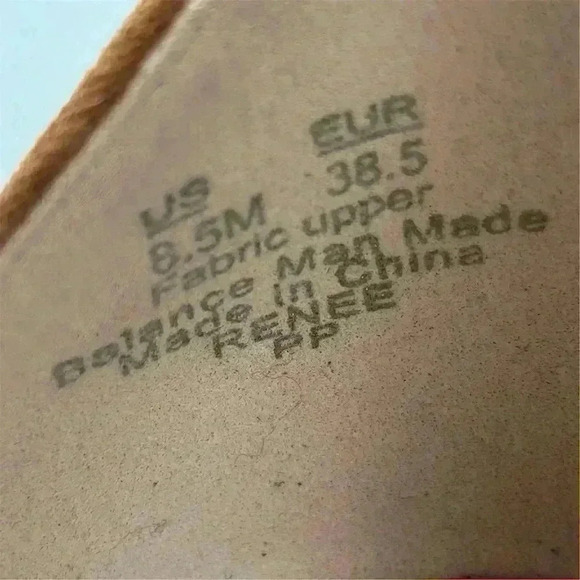 US EUR
8.5M 38.5
Fabric upper
Balance Man Made
Made in China
RENEE
PP